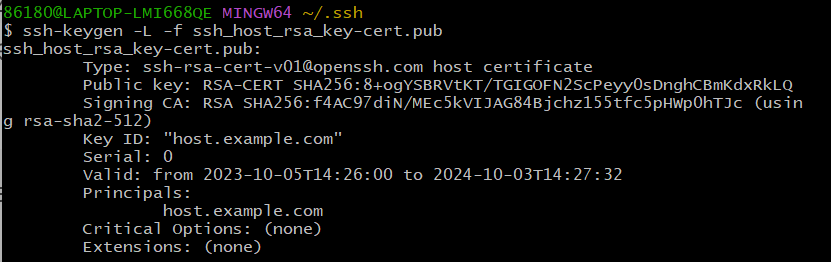 86180@LAPTOP-LMI668QE MINGW64 ~/.ssh
$ ssh-keygen -L -f ssh_host_rsa_key-cert.pub
ssh_host_rsa_key-cert.pub:
Type: ssh-rsa-cert-v01@openssh.com host certificate
Public key: RSA-CERT SHA256:8+ogYSBRVtKT/TGIGOFN2ScPeyy0sDnghCBmKdxRkLQ
Signing CA: RSA SHA256:f4AC97diN/MEc5kVIJAG84Bjchz155tfc5pHWp0hTJc (usin
g rsa-sha2-512)
Key ID: "host.example.com"
Serial: 0
Valid: from 2023-10-05T14:26:00 to 2024-10-03T14:27:32
Principals:
host.example.com
Critical Options: (none)
Extensions: (none)